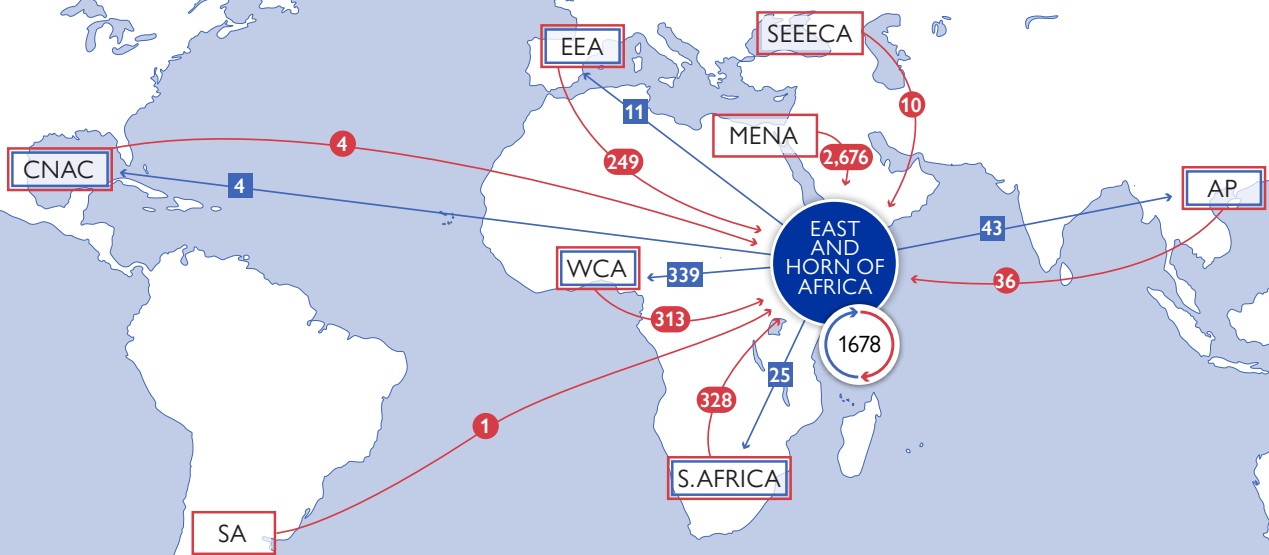 EEA
SEEECA
10
11
MENA
4
249
2,676
CNAC
4
AP
43
EAST
AND
HORN OF
AFRICA
WCA
339
36
313
1678
25
328
1
S.AFRICA
SA